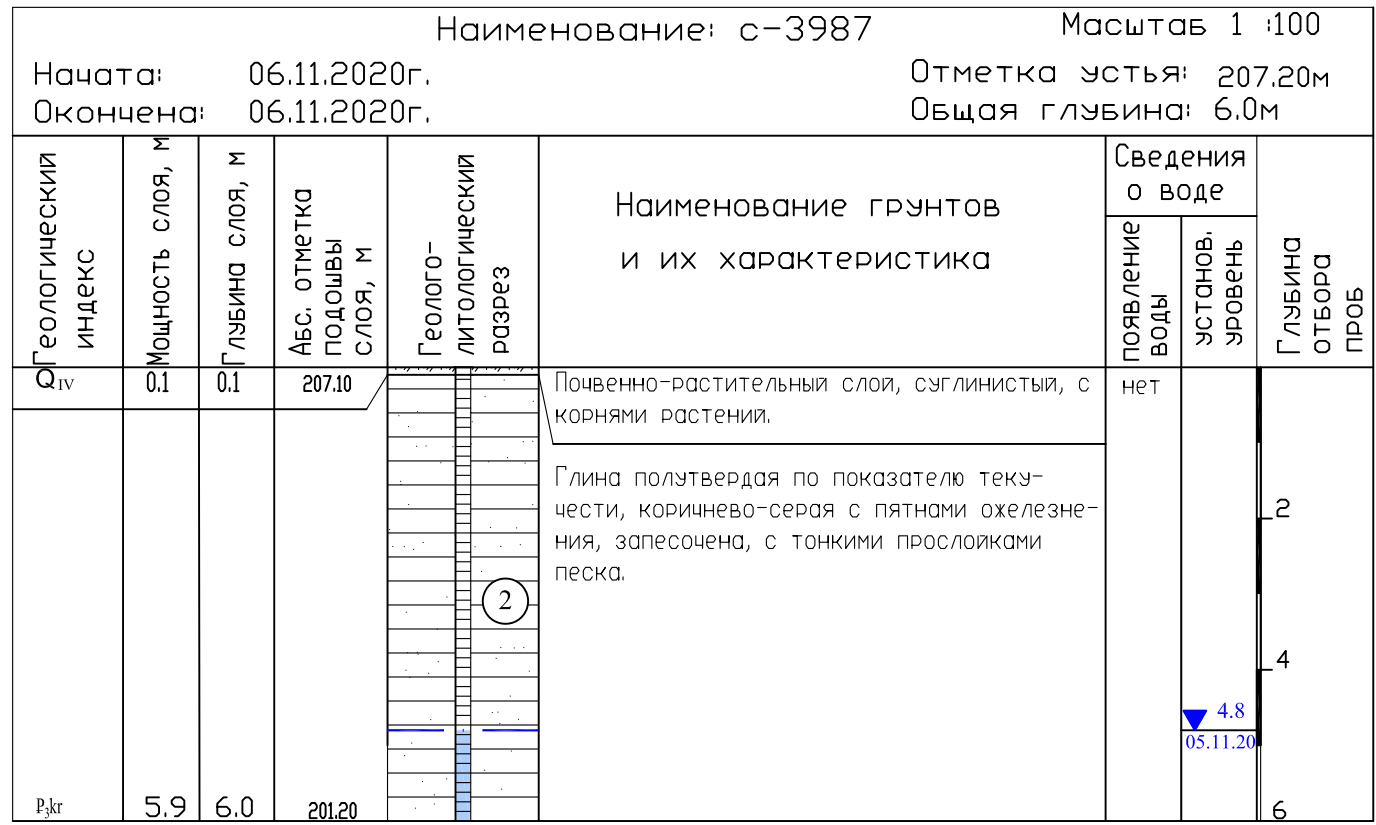 Наименование: с-3987
Масштаб 1 :100
Начата: 06.11.2020г.
Отметка устья: 207.20м
Окончена: 06.11.2020г.
Общая глубина: 6.0м
Геологический
индекс
Мощность слоя, м
Глубина слоя, м
Абс. отметка
подошвы
слоя, м
Геолого-
литологический
разрез
Наименование грунтов
и их характеристика
Сведения
о воде
появление
воды
установ.
уровень
Глубина
отбора
проб
QIV
0.1
0.1
207.10
Почвенно-растительный слой, суглинистый, с
корнями растений.
нет
Глина полутвердая по показателю теку-
чести, коричнево-серая с пятнами ожелезне-
ния, запесочена, с тонкими прослойками
песка.
2
2
4
4.8
05.11.20
P3kr
5.9
6.0
201.20
6